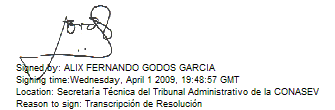 Signed by: ALIX FERNANDO GODOS GARCIA
Signing time:Wednesday, April 1 2009, 19:48:57 GMT
Location: Secretaría Técnica del Tribunal Administrativo de la CONASEV
Reason to sign: Transcripción de Resolución